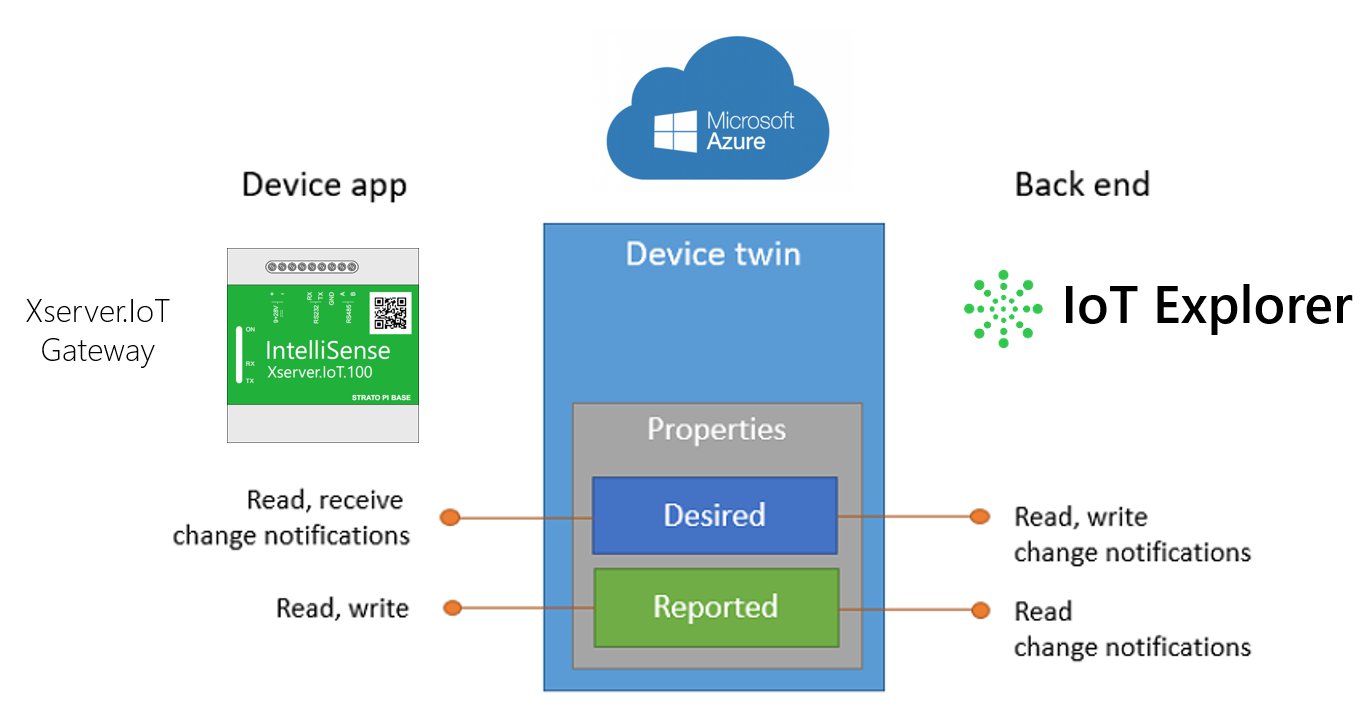 Microsoft
Azure
Device app
Back end
Device twin
Xserver.IoT
Gateway
+ -
9÷28V
RX
TX
RS232
GND
A
B
RS485
ON
RX
TX
IntelliSense
Xserver.IoT.100
STRATO PI BASE
IoT Explorer
Properties
Read, receive
change notifications
Desired
Read, write
change notifications
Read, write
Reported
Read
change notifications